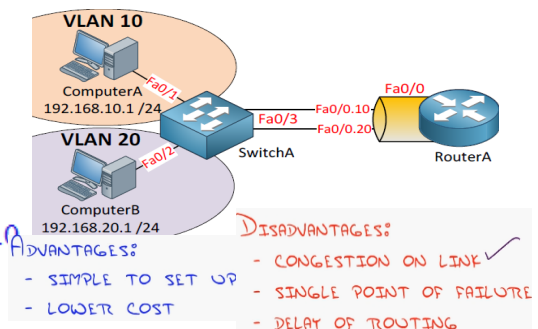 VLAN 10
ComputerA
192.168.10.1 /24
Fa0/1
VLAN 20
ComputerB
192.168.20.1 /24
Fa0/2
SwitchA
Fa0/3
Fa0/0.10
Fa0/0.20
Fa0/0
RouterA
ADVANTAGES:
- SIMPLE TO SET UP
- LOWER COST
DISADVANTAGES:
- CONGESTION ON LINK
- SINGLE POINT OF FAILURE
- DELAY OF ROUTING